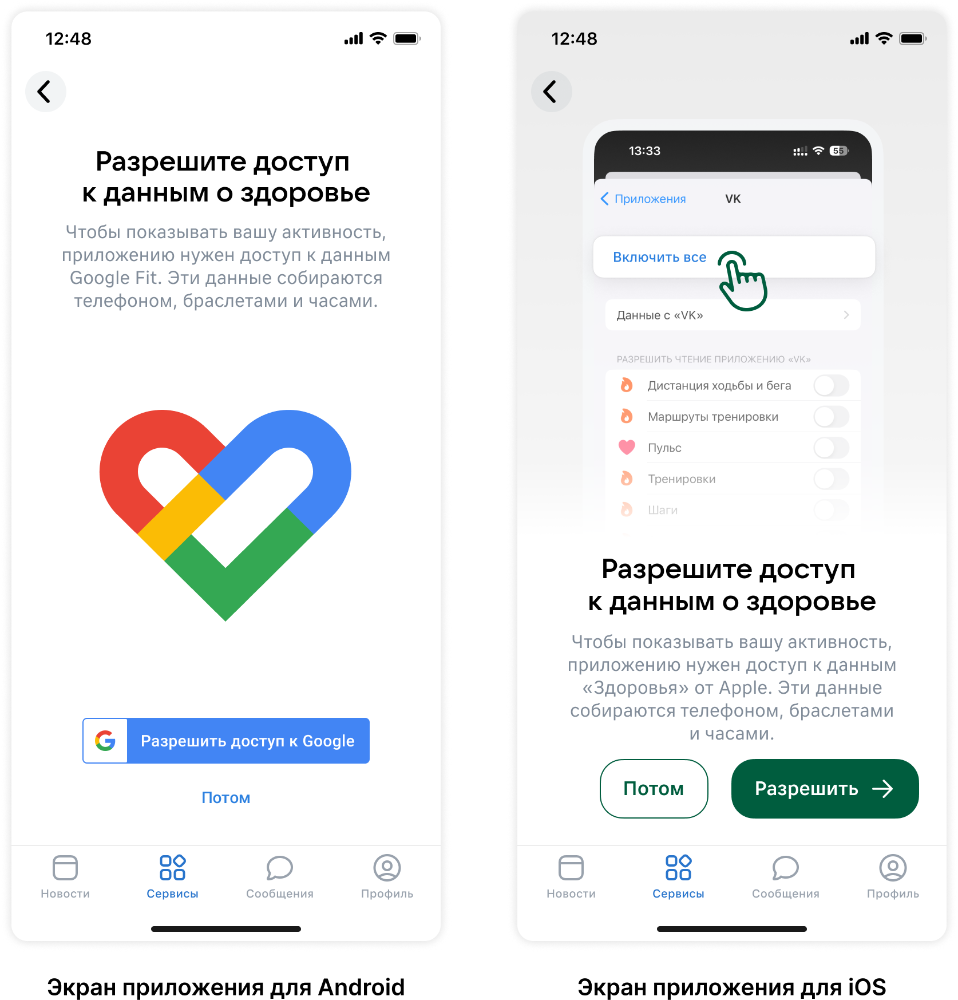 12:48
Разрешите доступ
к данным о здоровье
Чтобы показывать вашу активность,
приложению нужен доступ к данным
Google Fit. Эти данные собираются
телефоном, браслетами и часами.
Разрешить доступ к Google
Потом
Новости
Сервисы
Сообщения
Профиль
Экран приложения для Android
12:48
13:33
55
Приложения
VK
Включить все
Данные с «VK»
РАЗРЕШИТЬ ЧТЕНИЕ ПРИЛОЖЕНИЮ «VK»
Дистанция ходьбы и бега
Маршруты тренировки
Пульс
Тренировки
Шаги
Разрешите доступ
к данным о здоровье
Чтобы показывать вашу активность,
приложению нужен доступ к данным
«Здоровья» от Apple. Эти данные
собираются телефоном, браслетами
и часами.
Потом
Разрешить
Новости
Сервисы
Сообщения
Профиль
Экран приложения для iOS